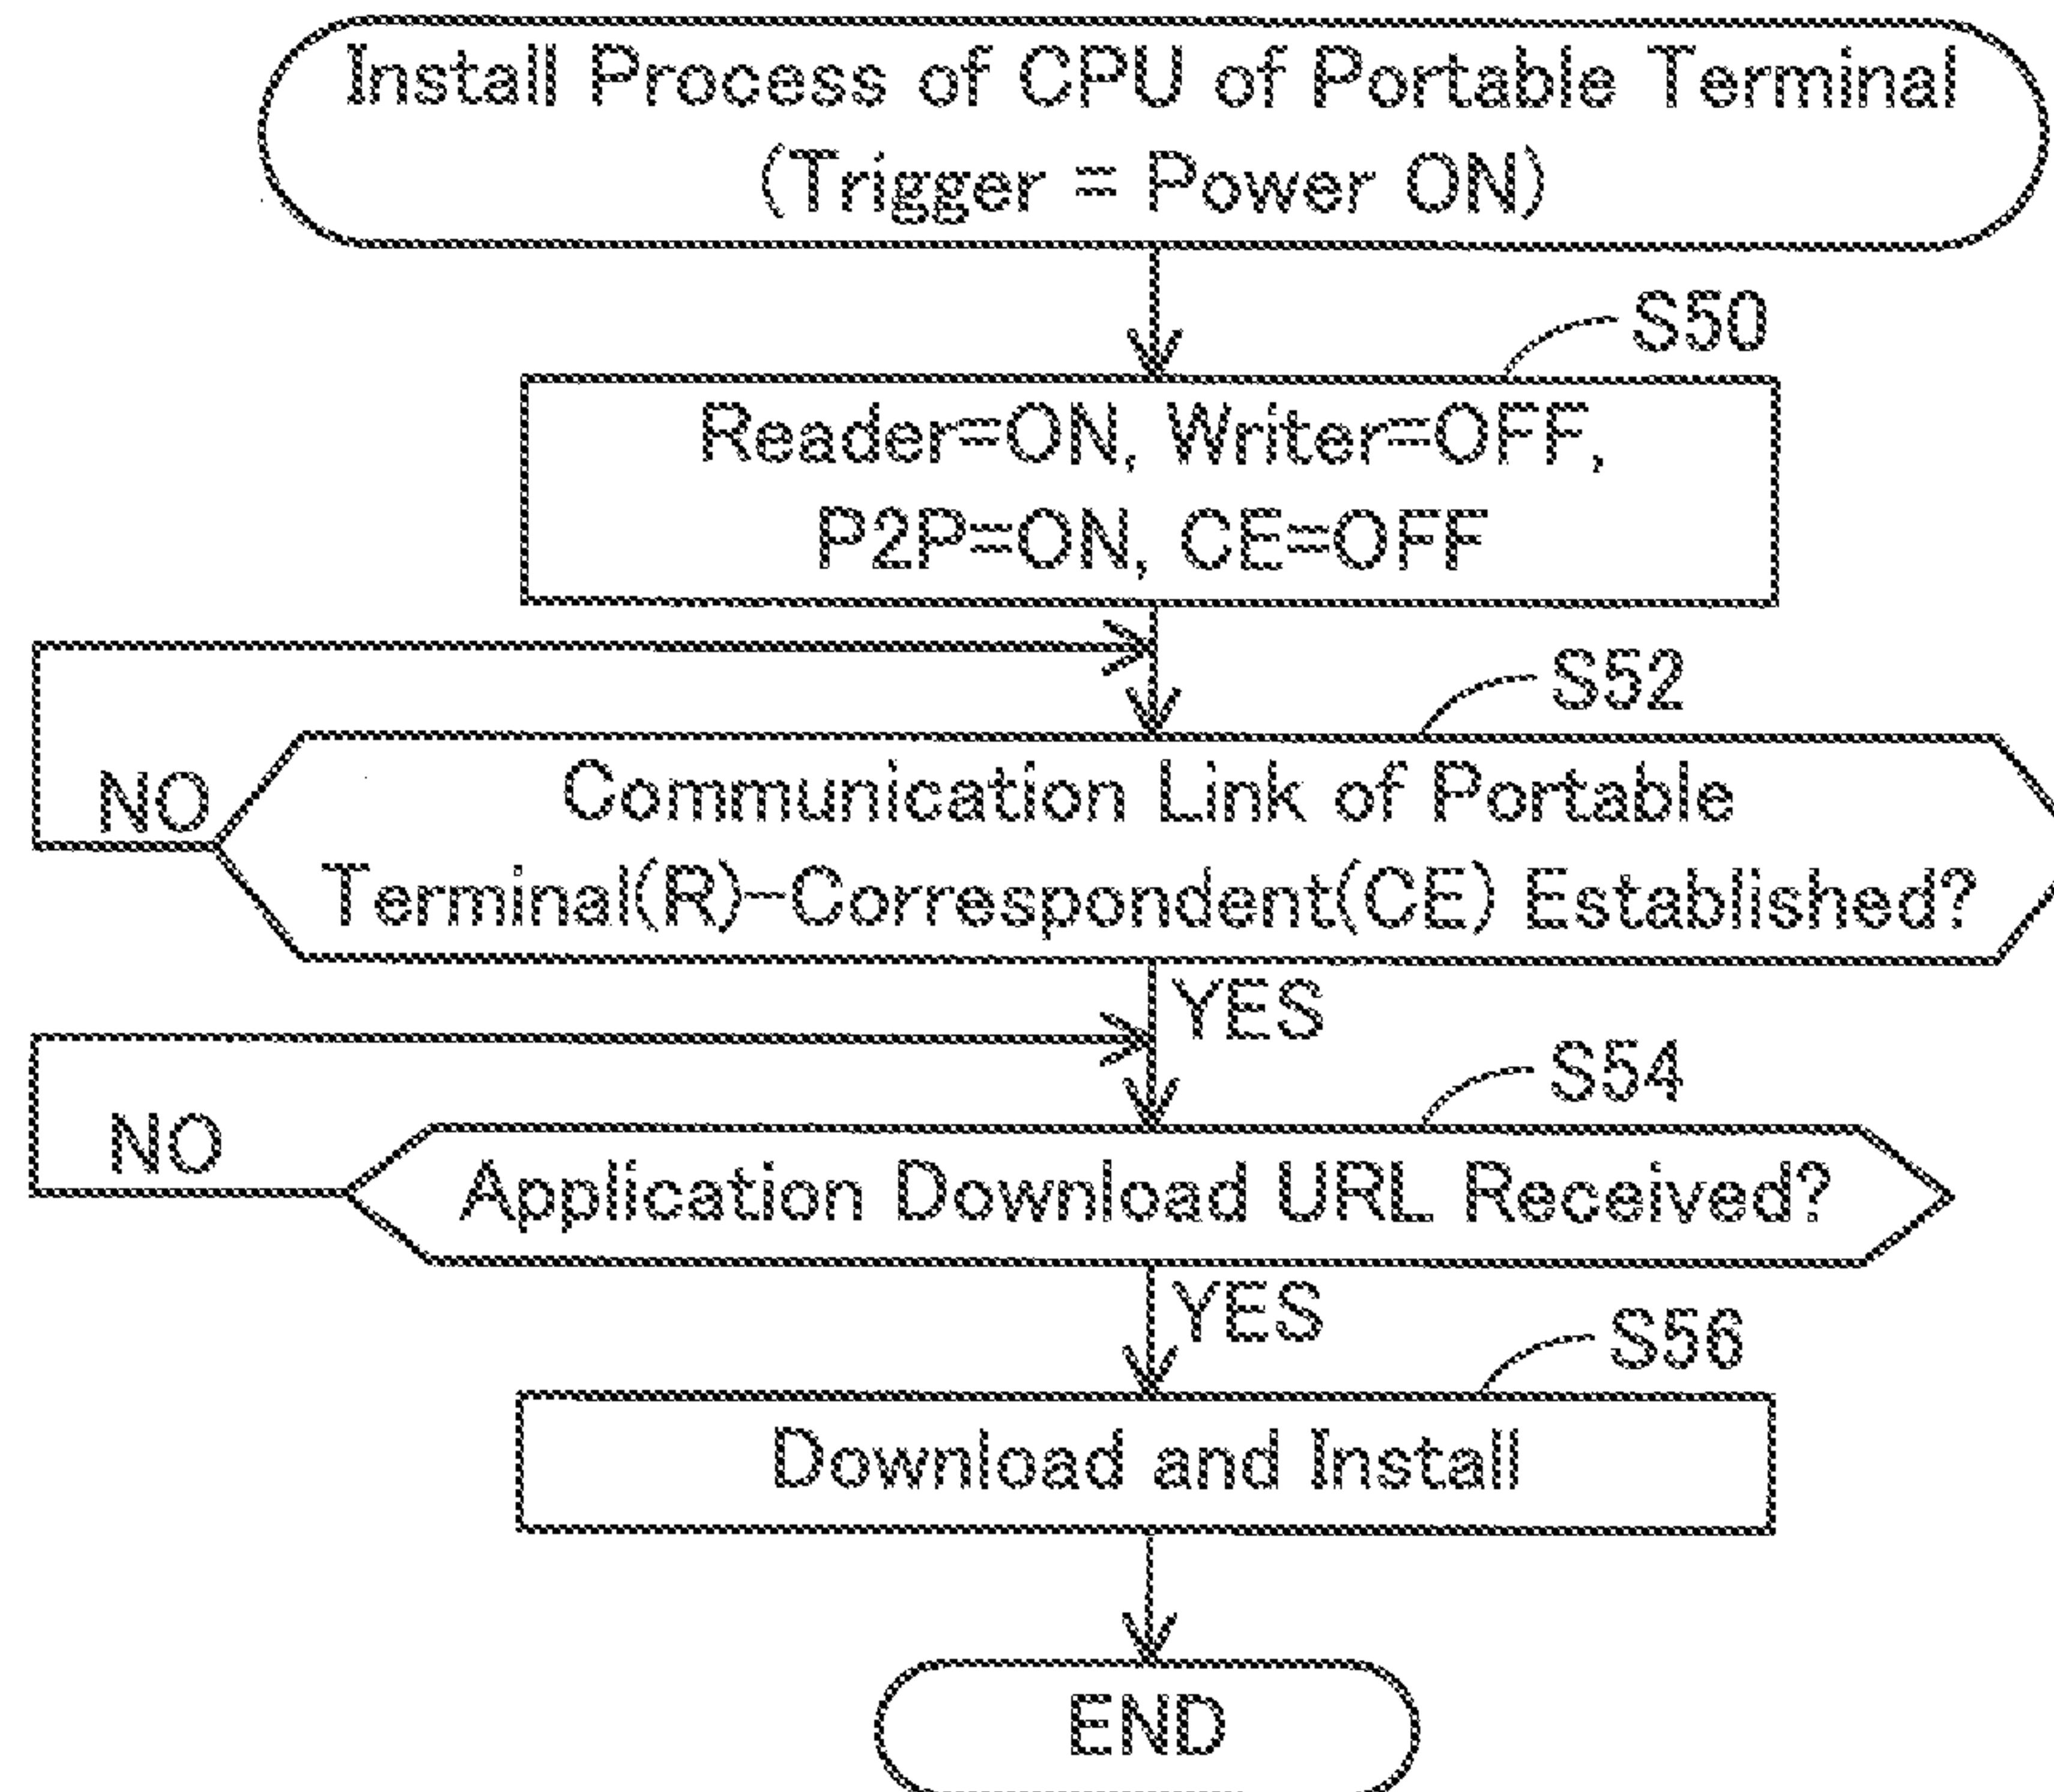 Install Process of CPU of Portable Terminal
(Trigger = Power ON)
S50
Reader=ON, Writer=OFF,
P2P=ON, CE=OFF
S52
NO
Communication Link of Portable
Terminal(R)-Correspondent(CE) Established?
YES
S54
NO
Application Download URL Received?
YES
S56
Download and Install
END